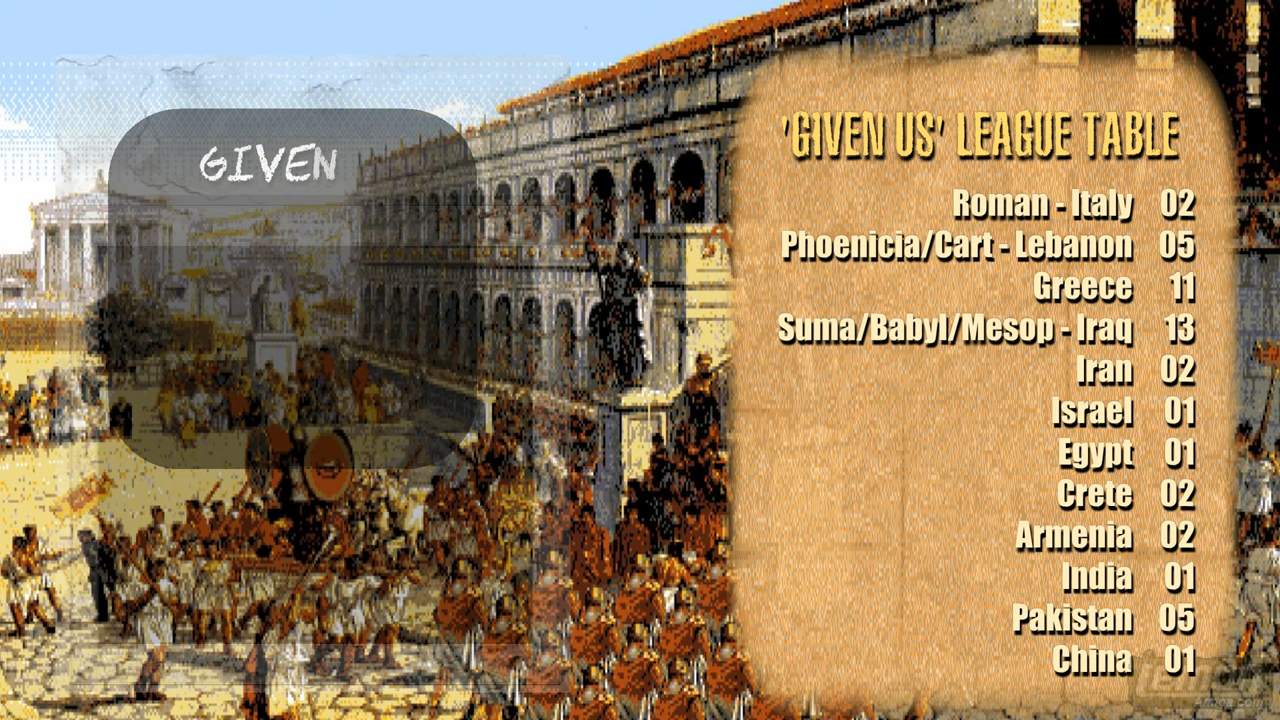 GIVEN
'GIVEN US' LEAGUE TABLE
Roman - Italy 02
Phoenicia/Cart - Lebanon 05
Greece 11
Suma/Babyl/Mesop - Iraq 13
Iran 02
Israel 01
Egypt 01
Crete 02
Armenia 02
India 01
Pakistan 05
China 01